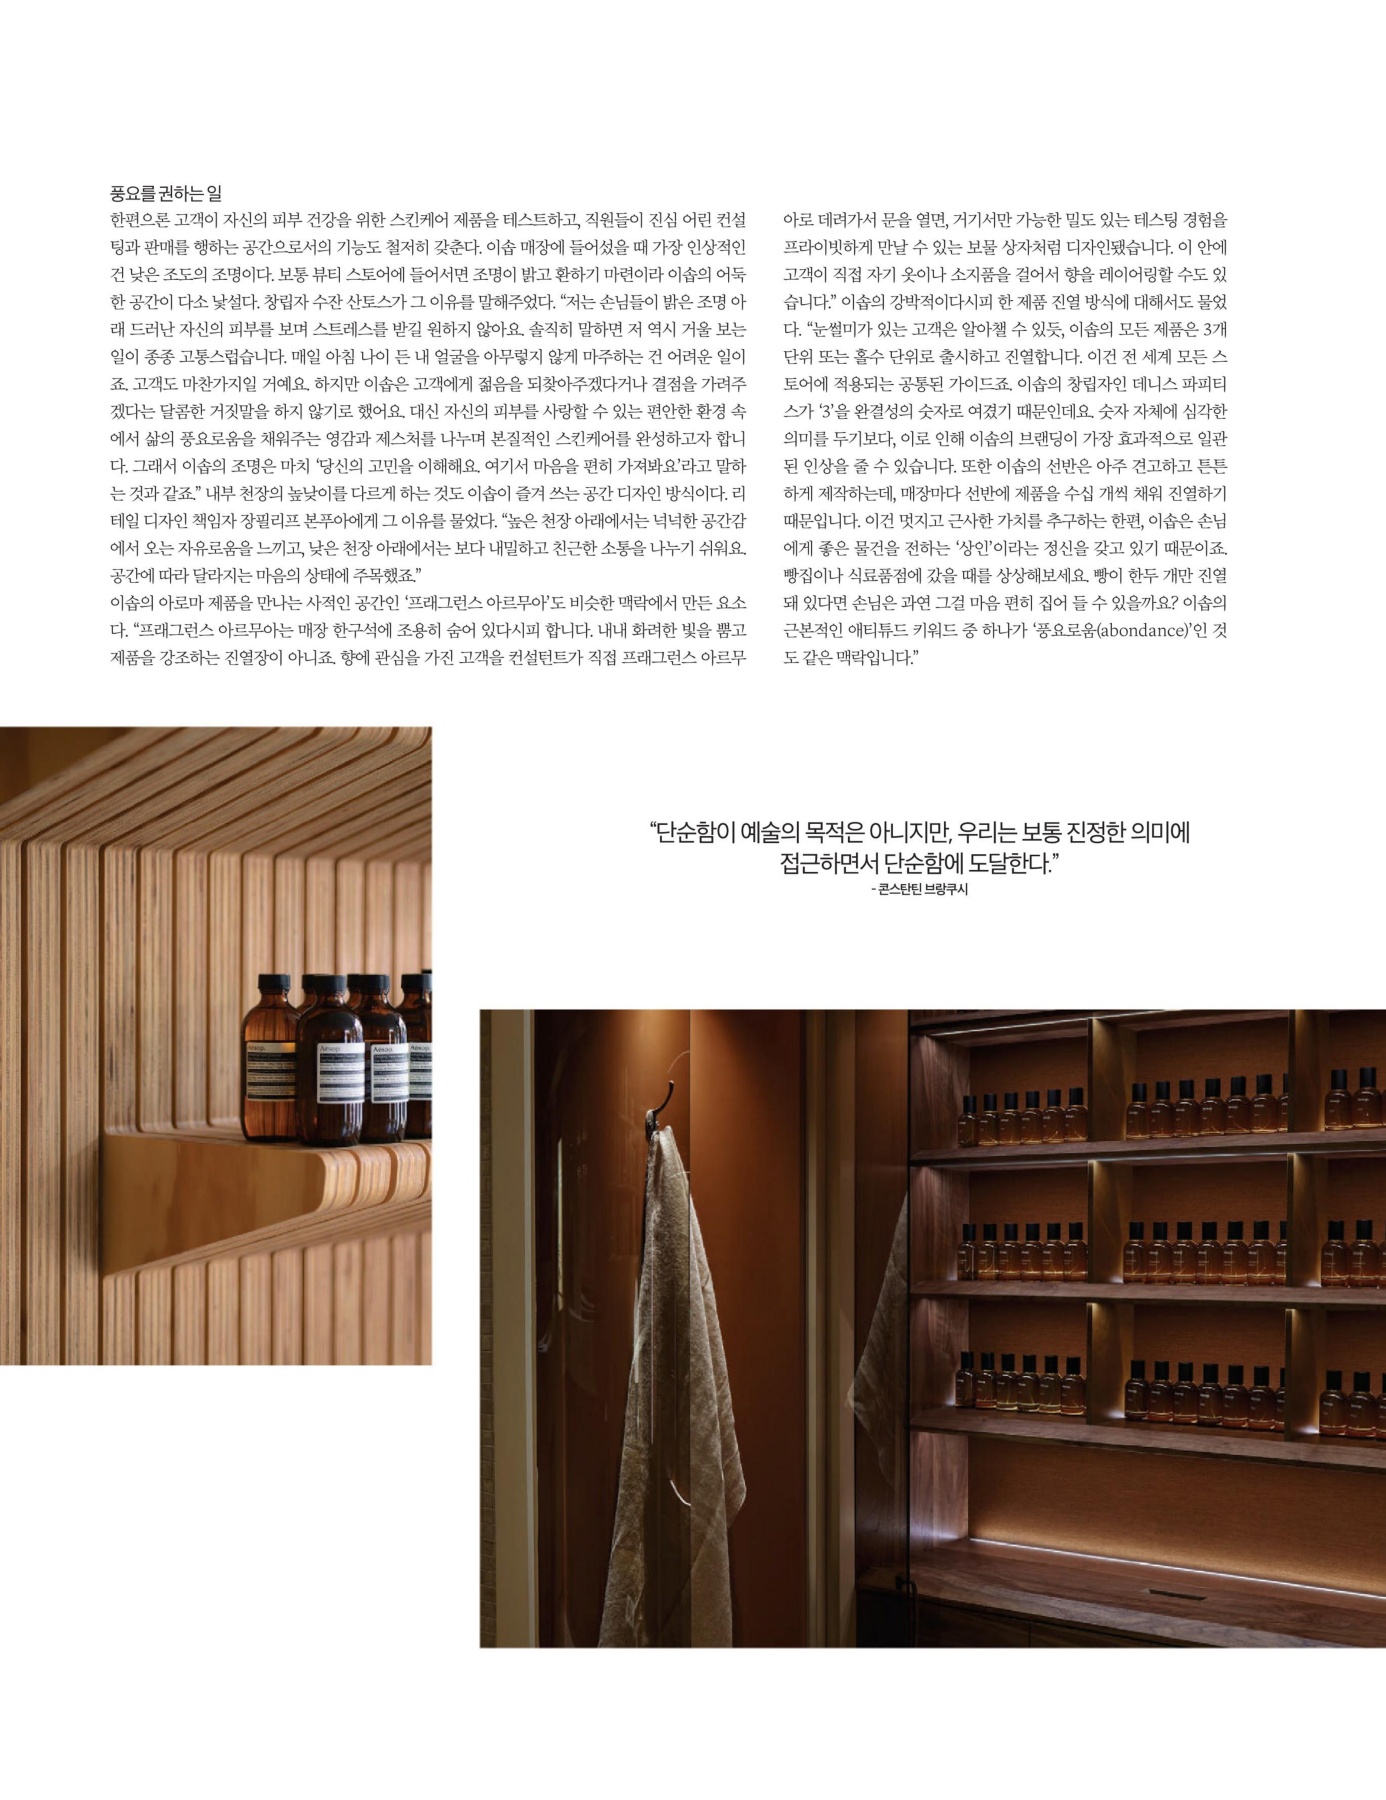 풍요를 권하는 일
한편으론 고객이 자신의 피부 건강을 위한 스킨케어 제품을 테스트하고, 직원들이 진심 어린 컨설
팅과 판매를 행하는 공간으로서의 기능도 철저히 갖춘다. 이솝 매장에 들어섰을 때 가장 인상적인
건 낮은 조도의 조명이다. 보통 뷰티 스토어에 들어서면 조명이 밝고 환하기 마련이라 이솝의 어둑
한 공간이 다소 낯설다. 창립자 수잔 산토스가 그 이유를 말해주었다. “저는 손님들이 밝은 조명 아
래 드러난 자신의 피부를 보며 스트레스를 받길 원하지 않아요. 솔직히 말하면 저 역시 거울 보는
일이 종종 고통스럽습니다. 매일 아침 나이 든 내 얼굴을 아무렇지 않게 마주하는 건 어려운 일이
죠. 고객도 마찬가지일 거예요. 하지만 이솝은 고객에게 젊음을 되찾아주겠다거나 결점을 가려주
겠다는 달콤한 거짓말을 하지 않기로 했어요. 대신 자신의 피부를 사랑할 수 있는 편안한 환경 속
에서 삶의 풍요로움을 채워주는 영감과 제스처를 나누며 본질적인 스킨케어를 완성하고자 합니
다. 그래서 이솝의 조명은 마치 ‘당신의 고민을 이해해요. 여기서 마음을 편히 가져봐요’라고 말하
는 것과 같죠.” 내부 천장의 높낮이를 다르게 하는 것도 이솝이 즐겨 쓰는 공간 디자인 방식이다. 리
테일 디자인 책임자 장필리프 본푸아에게 그 이유를 물었다. “높은 천장 아래에서는 넉넉한 공간감
에서 오는 자유로움을 느끼고, 낮은 천장 아래에서는 보다 내밀하고 친근한 소통을 나누기 쉬워요.
공간에 따라 달라지는 마음의 상태에 주목했죠.”
이솝의 아로마 제품을 만나는 사적인 공간인 ‘프래그런스 아르무아’도 비슷한 맥락에서 만든 요소
다. “프래그런스 아르무아는 매장 한구석에 조용히 숨어 있다시피 합니다. 내내 화려한 빛을 뿜고
제품을 강조하는 진열장이 아니죠. 향에 관심을 가진 고객을 컨설턴트가 직접 프래그런스 아르무
아로 데려가서 문을 열면, 거기서만 가능한 밀도 있는 테스팅 경험을
프라이빗하게 만날 수 있는 보물 상자처럼 디자인됐습니다. 이 안에
고객이 직접 자기 옷이나 소지품을 걸어서 향을 레이어링할 수도 있
습니다.” 이솝의 강박적이다시피 한 제품 진열 방식에 대해서도 물었
다. “눈썰미가 있는 고객은 알아챌 수 있듯, 이솝의 모든 제품은 3개
단위 또는 홀수 단위로 출시하고 진열합니다. 이건 전 세계 모든 스
토어에 적용되는 공통된 가이드죠. 이솝의 창립자인 데니스 파피티
스가 ‘3’을 완결성의 숫자로 여겼기 때문인데요. 숫자 자체에 심각한
의미를 두기보다, 이로 인해 이솝의 브랜딩이 가장 효과적으로 일관
된 인상을 줄 수 있습니다. 또한 이솝의 선반은 아주 견고하고 튼튼
하게 제작하는데, 매장마다 선반에 제품을 수십 개씩 채워 진열하기
때문입니다. 이건 멋지고 근사한 가치를 추구하는 한편, 이솝은 손님
에게 좋은 물건을 전하는 ‘상인’이라는 정신을 갖고 있기 때문이죠.
빵집이나 식료품점에 갔을 때를 상상해보세요. 빵이 한두 개만 진열
돼 있다면 손님은 과연 그걸 마음 편히 집어 들 수 있을까요? 이솝의
근본적인 애티튜드 키워드 중 하나가 ‘풍요로움(abondance)’인 것
도 같은 맥락입니다.”
“단순함이 예술의 목적은 아니지만, 우리는 보통 진정한 의미에
접근하면서 단순함에 도달한다.”
- 콘스탄틴 브랑쿠시
Aēsop.
Aēsop.
Aēsop.
Aēsop.